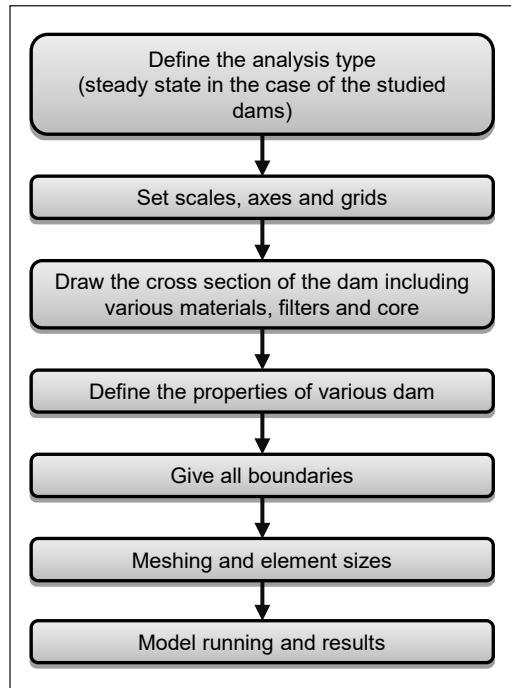 Define the analysis type
(steady state in the case of the studied
dams)
Set scales, axes and grids
Draw the cross section of the dam including
various materials, filters and core
Define the properties of various dam
Give all boundaries
Meshing and element sizes
Model running and results